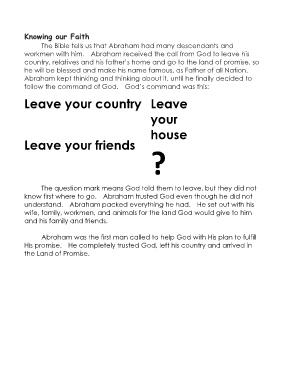 Knowing our Faith
The Bible tells us that Abraham had many descendants and
workmen with him. Abraham received the call from God to leave his
country, relatives and his father's home and go to the land of promise, so
he will be blessed and make his name famous, as Father of all Nation.
Abraham kept thinking and thinking about it, until he finally decided to
follow the command of God. God's command was this:
Leave your country
Leave your friends
Leave
your
house
?
The question mark means God told them to leave, but they did not
know first where to go. Abraham trusted God even though he did not
understand. Abraham packed everything he had. He set out with his
wife, family, workmen, and animals for the land God would give to him
and his family and friends.
Abraham was the first man called to help God with His plan to fulfill
His promise. He completely trusted God, left his country and arrived in
the Land of Promise.